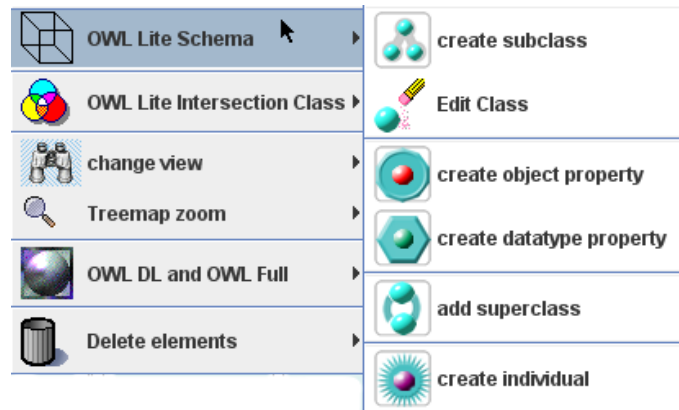 OWL Lite Schema
OWL Lite Intersection Class
change view
Treemap zoom
OWL DL and OWL Full
Delete elements
create subclass
Edit Class
create object property
create datatype property
add superclass
create individual